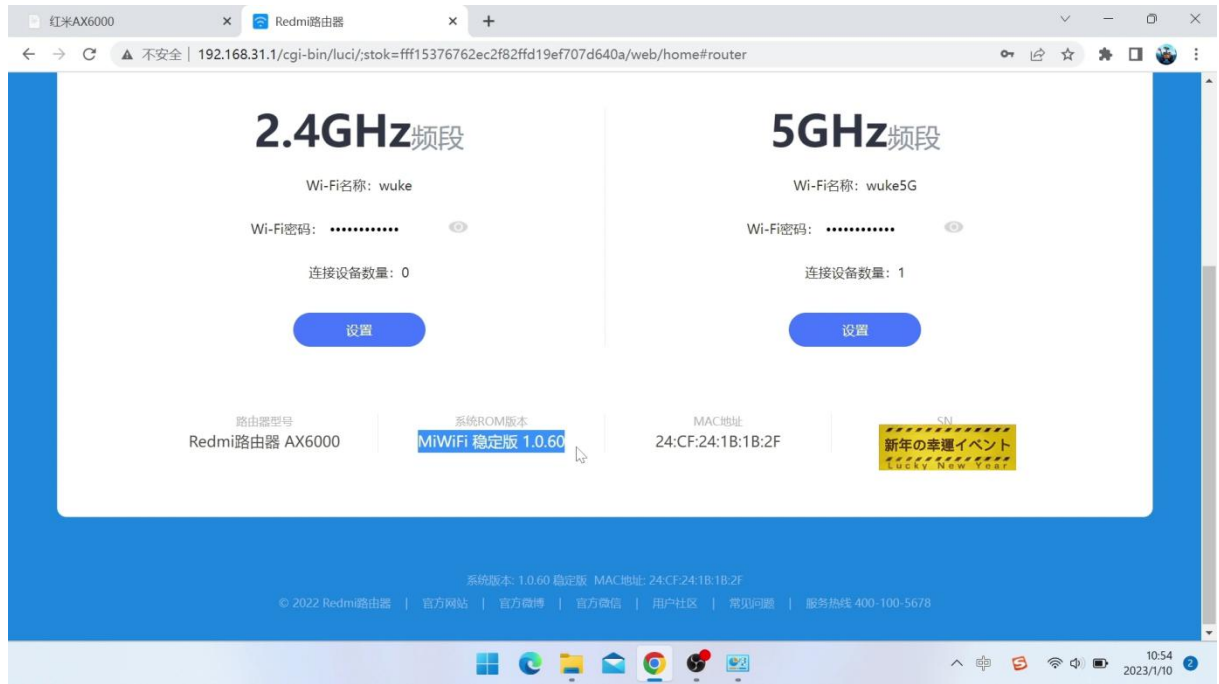 红米AX6000
Redmi路由器
不安全 | 192.168.31.1/cgi-bin/luci/;stok=fff15376762ec2f82ffd19ef707d640a/web/home#router
2.4GHz频段
Wi-Fi名称: wuke
Wi-Fi密码: ••••••••••••
连接设备数量: 0
设置
5GHz频段
Wi-Fi名称: wuke5G
Wi-Fi密码: ••••••••••••
连接设备数量: 1
设置
路由器型号
Redmi路由器 AX6000
系统ROM版本
MiWiFi 稳定版 1.0.60
MAC地址
24:CF:24:1B:1B:2F
SN
新年の幸運イベント
Lucky New Year
系统版本: 1.0.60 稳定版 MAC地址: 24:CF:24:1B:1B:2F
© 2022 Redmi路由器 | 官方网站 | 官方微博 | 官方微信 | 用户社区 | 常见问题 | 服务热线 400-100-5678
中
10:54
2023/1/10
2